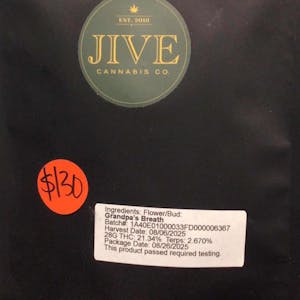 EST. 2010
JIVE
CANNABIS CO.
$130
Ingredients: Flower/Bud:
Grandpa's Breath
Batch#: 1A40E01000033FD000006367
Harvest Date: 08/06/2025
28G THC: 21.34% Terps: 2.670%
Package Date: 08/26/2025
This product passed required testing.